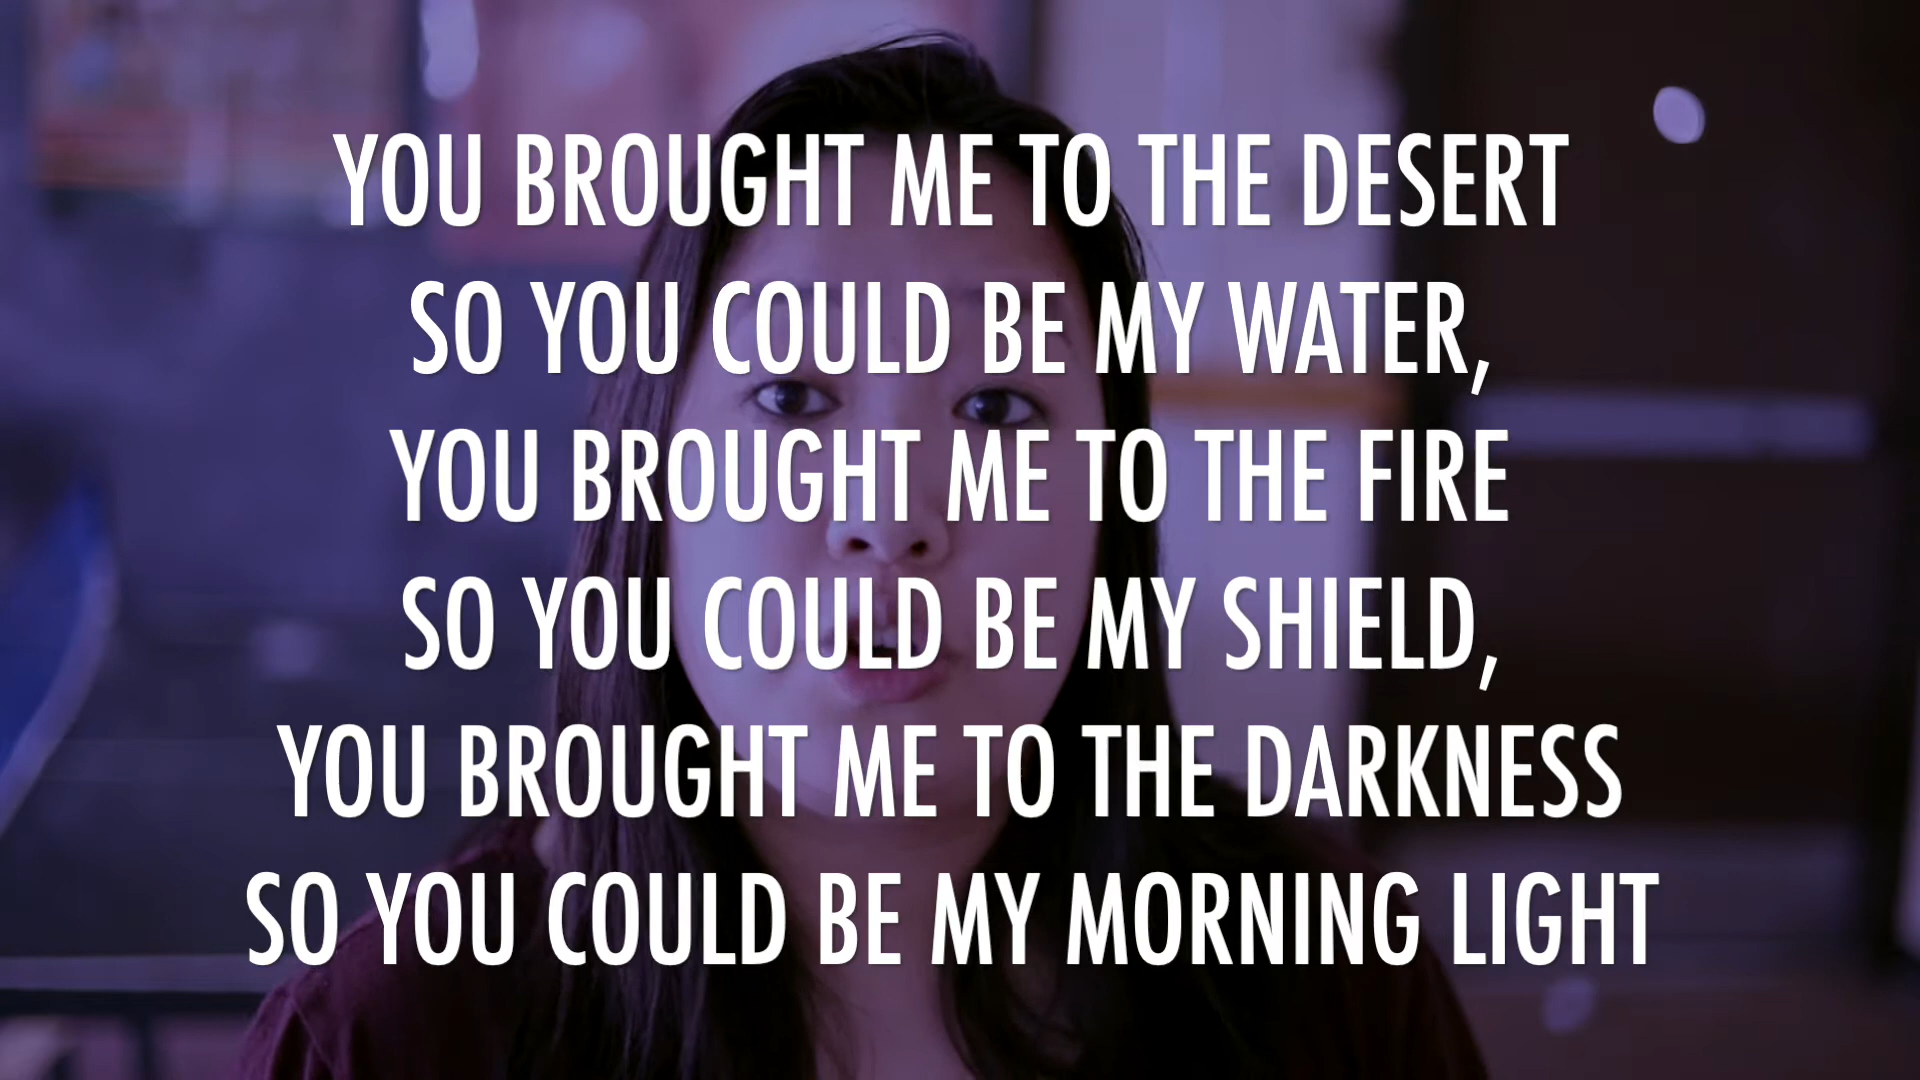 YOU BROUGHT ME TO THE DESERT
SO YOU COULD BE MY WATER,
YOU BROUGHT ME TO THE FIRE
SO YOU COULD BE MY SHIELD,
YOU BROUGHT ME TO THE DARKNESS
SO YOU COULD BE MY MORNING LIGHT